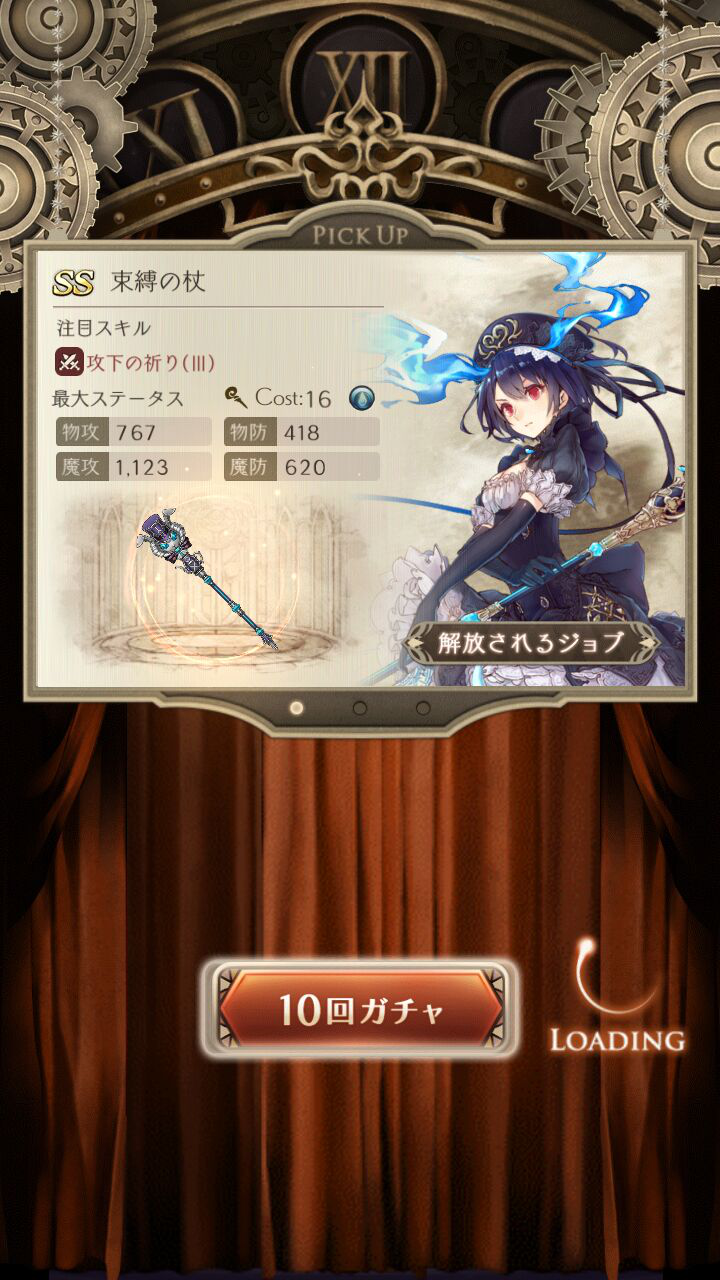 XI
XII
PICK UP
SS 束縛の杖
注目スキル
攻下の祈り(III)
最大ステータス Cost:16
物攻 767 物防 418
魔攻 1,123 魔防 620
解放されるジョブ
10回ガチャ
LOADING